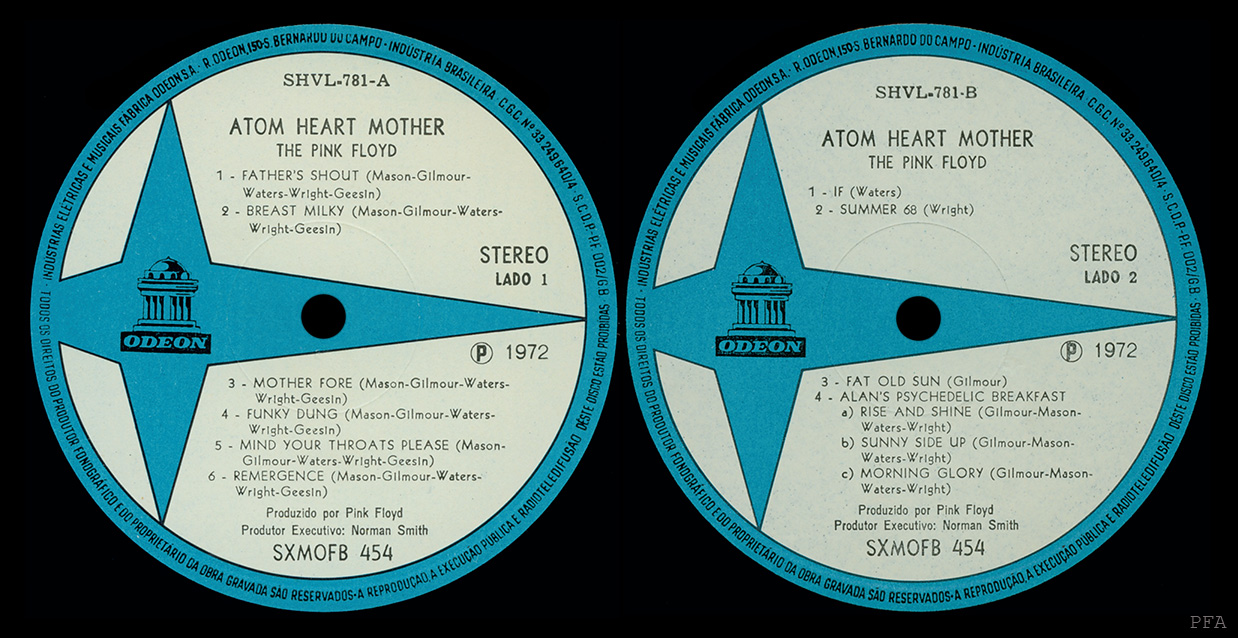 INDÚSTRIAS ELÉTRICAS E MUSICAIS FÁBRICA ODEON S.A. · R. ODEON, 150·S. BERNARDO DO CAMPO · INDÚSTRIA BRASILEIRA C.G.C. Nº 33 249 640/4 · S.C.D.P.-P.F. 002/G B
SHVL-781-A
ATOM HEART MOTHER
THE PINK FLOYD
1 - FATHER'S SHOUT (Mason-Gilmour-
Waters-Wright-Geesin)
2 - BREAST MILKY (Mason-Gilmour-Waters-
Wright-Geesin)
STEREO
LADO 1
ODEON
P 1972
3 - MOTHER FORE (Mason-Gilmour-Waters-
Wright-Geesin)
4 - FUNKY DUNG (Mason-Gilmour-Waters-
Wright-Geesin)
5 - MIND YOUR THROATS PLEASE (Mason-
Gilmour-Waters-Wright-Geesin)
6 - REMERGENCE (Mason-Gilmour-Waters-
Wright-Geesin)
Produzido por Pink Floyd
Produtor Executivo: Norman Smith
SXMOFB 454
TODOS OS DIREITOS DO PRODUTOR FONOGRÁFICO E DO PROPRIETÁRIO DA OBRA GRAVADA SÃO RESERVADOS·A REPRODUÇÃO, A EXECUÇÃO PÚBLICA E RADIOTELEDIFUSÃO DESTE DISCO ESTÃO PROIBIDAS ·
INDÚSTRIAS ELÉTRICAS E MUSICAIS FÁBRICA ODEON S.A. · R. ODEON, 150·S. BERNARDO DO CAMPO · INDÚSTRIA BRASILEIRA C.G.C. Nº 33 249 640/4 · S.C.D.P.-P.F. 002/G B
SHVL-781-B
ATOM HEART MOTHER
THE PINK FLOYD
1 - IF (Waters)
2 - SUMMER 68 (Wright)
STEREO
LADO 2
ODEON
P 1972
3 - FAT OLD SUN (Gilmour)
4 - ALAN'S PSYCHEDELIC BREAKFAST
a) RISE AND SHINE (Gilmour-Mason-
Waters-Wright)
b) SUNNY SIDE UP (Gilmour-Mason-
Waters-Wright)
c) MORNING GLORY (Gilmour-Mason-
Waters-Wright)
Produzido por Pink Floyd
Produtor Executivo: Norman Smith
SXMOFB 454
TODOS OS DIREITOS DO PRODUTOR FONOGRÁFICO E DO PROPRIETÁRIO DA OBRA GRAVADA SÃO RESERVADOS·A REPRODUÇÃO, A EXECUÇÃO PÚBLICA E RADIOTELEDIFUSÃO DESTE DISCO ESTÃO PROIBIDAS ·
PFA